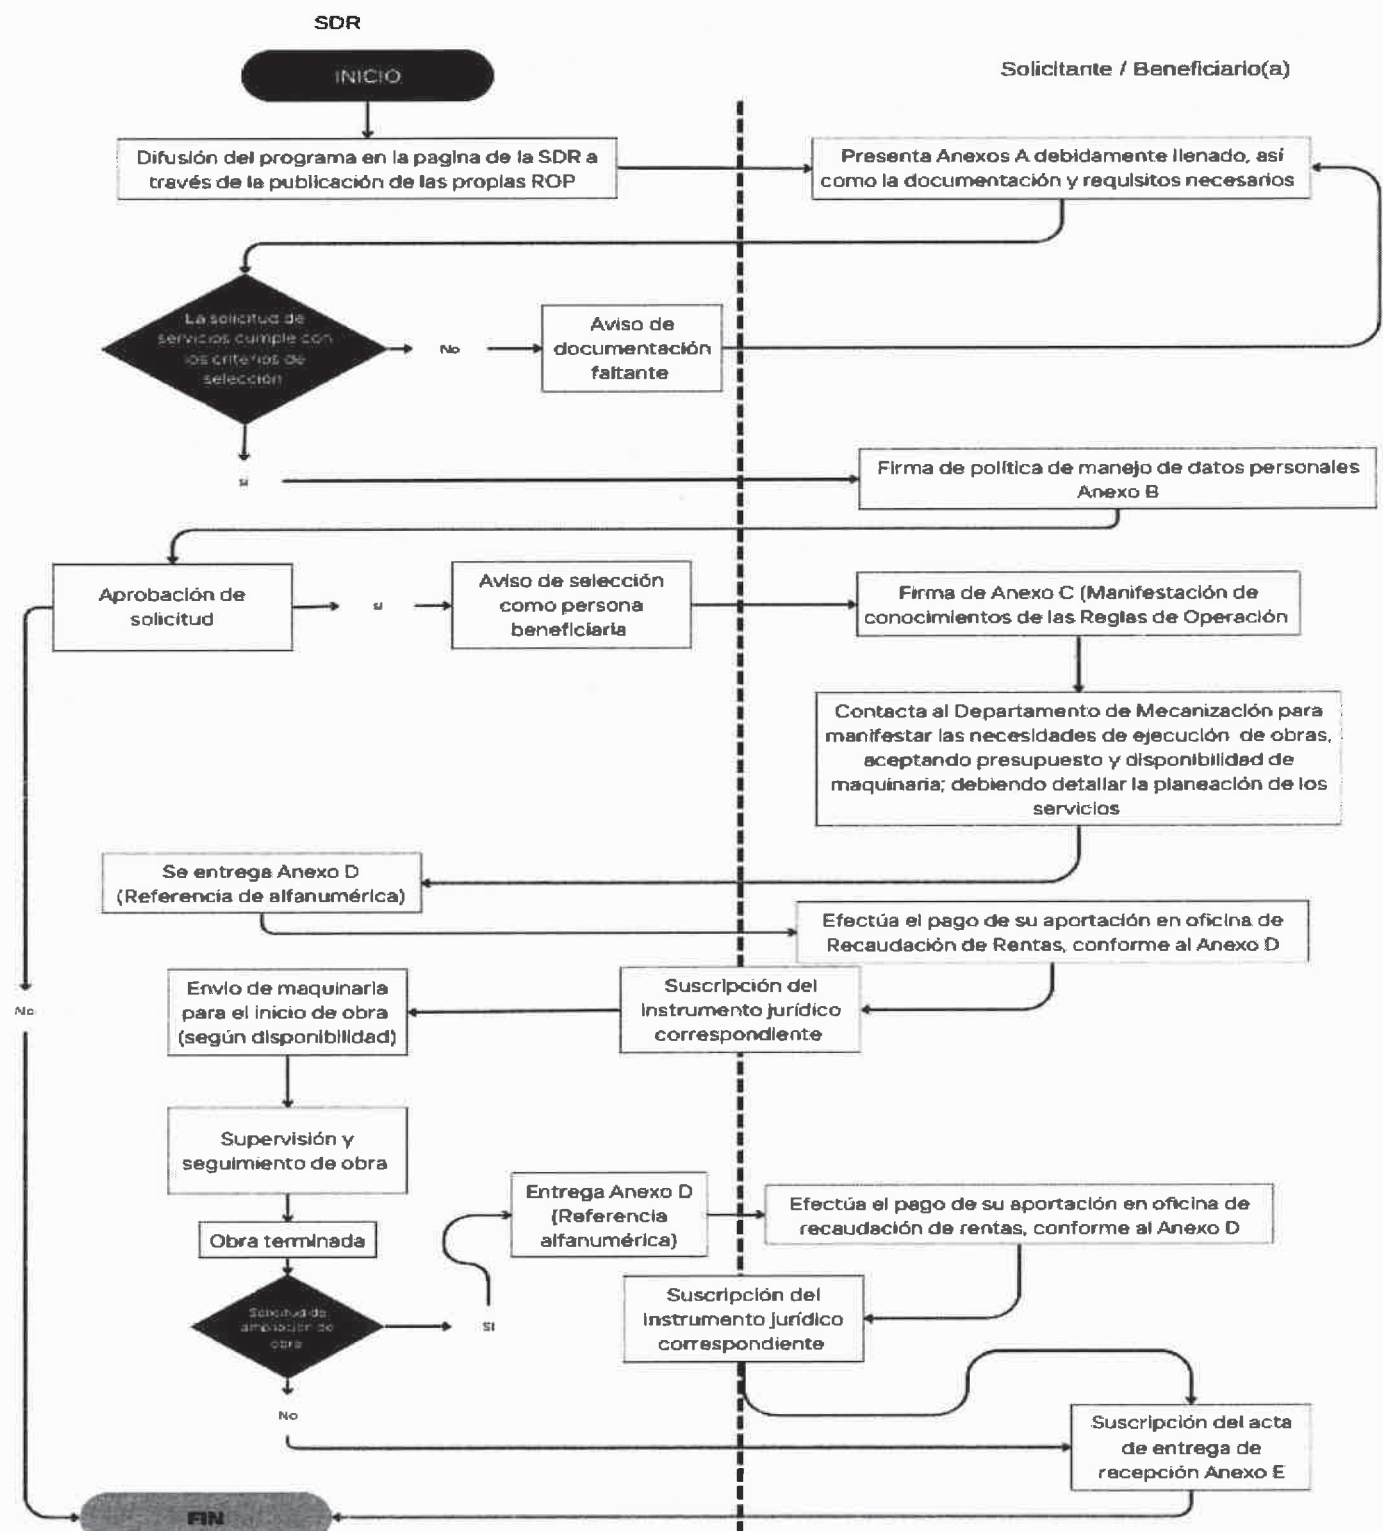 SDR
INICIO
Solicitante / Beneficiario(a)
Difusión del programa en la pagina de la SDR a
través de la publicación de las propias ROP
Presenta Anexos A debidamente llenado, así
como la documentación y requisitos necesarios
La solicitud de
servicios cumple con
los criterios de
selección
No
Aviso de
documentación
faltante
si
Firma de política de manejo de datos personales
Anexo B
Aprobación de
solicitud
si
Aviso de selección
como persona
beneficiaria
Firma de Anexo C (Manifestación de
conocimientos de las Reglas de Operación
Contacta al Departamento de Mecanización para
manifestar las necesidades de ejecución de obras,
aceptando presupuesto y disponibilidad de
maquinaria; debiendo detallar la planeación de los
servicios
Se entrega Anexo D
(Referencia de alfanumérica)
Efectúa el pago de su aportación en oficina de
Recaudación de Rentas, conforme al Anexo D
No
Envio de maquinaria
para el inicio de obra
(según disponibilidad)
Suscripción del
instrumento jurídico
correspondiente
Supervisión y
seguimiento de obra
Obra terminada
Entrega Anexo D
(Referencia
alfanumérica)
Efectúa el pago de su aportación en oficina de
recaudación de rentas, conforme al Anexo D
Solicitud de
ampliación de
obra
SI
Suscripción del
instrumento jurídico
correspondiente
No
Suscripción del acta
de entrega de
recepción Anexo E
FIN